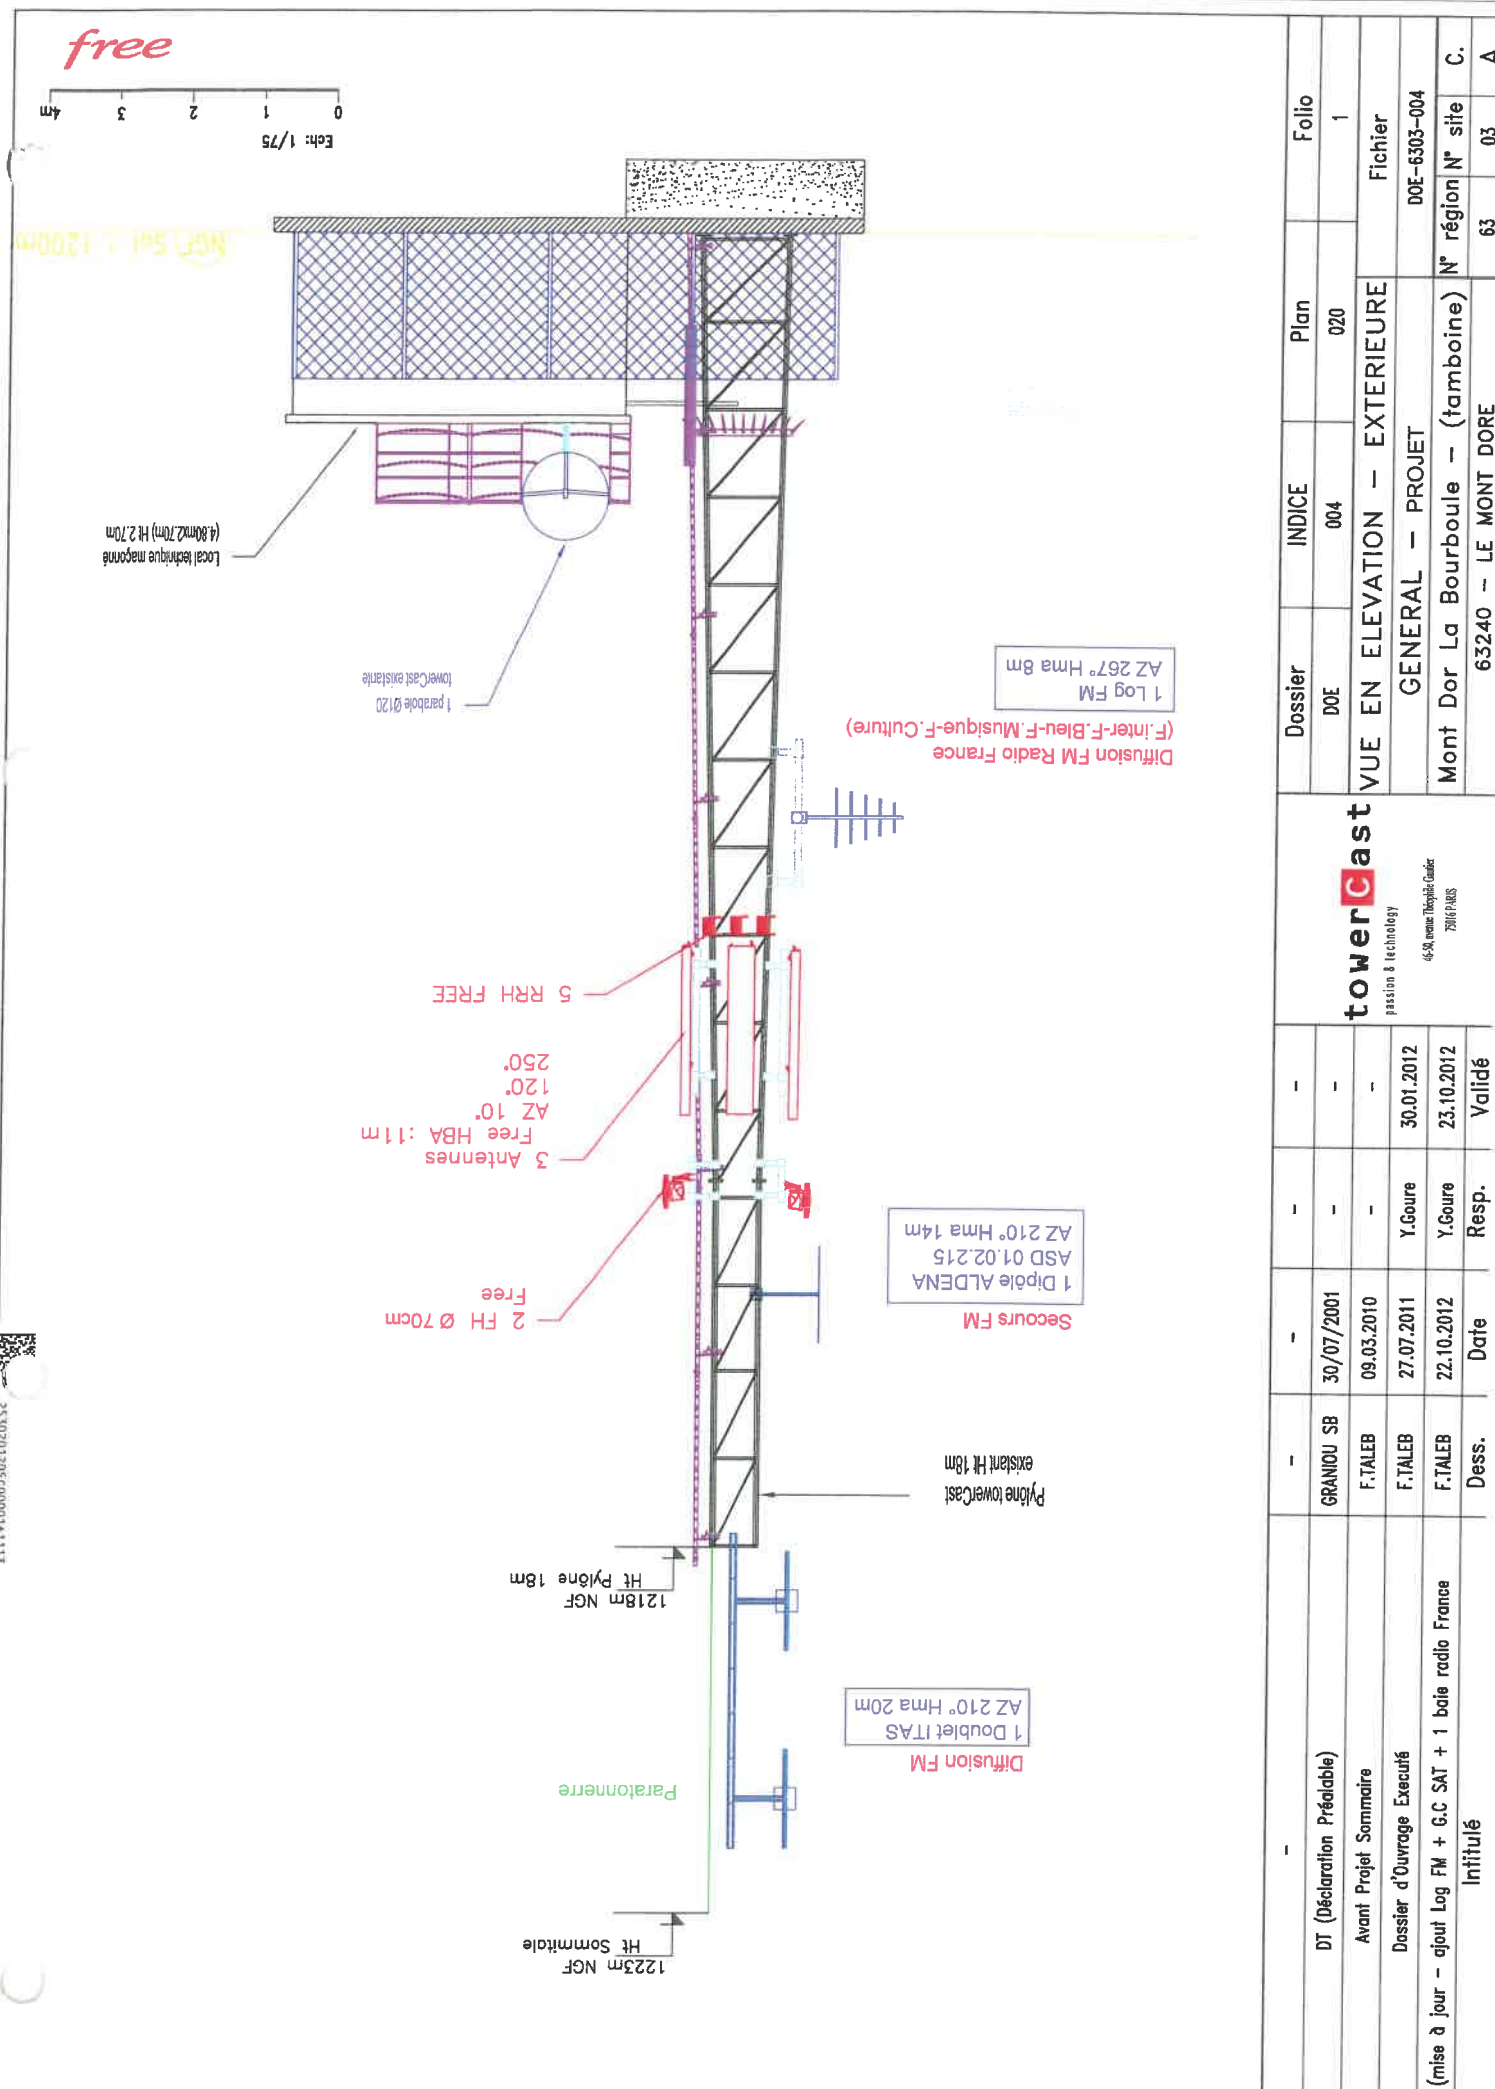 free
4m 3 2 1 0
Ech: 1/75
NGF Sol : 1200m
Local technique maçonné
(4.80mx2.70m) Ht 2.70m
1 parabole Ø120
towerCast existante
Diffusion FM Radio France
(F.inter-F.Bleu-F.Musique-F.Culture)
1 Log FM
AZ 267° Hma 8m
5 RRH FREE
3 Antennes
Free HBA :11m
AZ 10°
120°
250°
2 FH Ø 70cm
Free
Secours FM
1 Dipôle ALDENA
ASD 01.02.215
AZ 210° Hma 14m
Pylône towerCast
existant Ht 18m
1218m NGF
Ht Pylône 18m
Diffusion FM
1 Doublet ITAS
AZ 210° Hma 20m
Paratonnerre
1223m NGF
Ht Sommitale
- - - - -
DT (Déclaration Préalable) GRANIOU SB 30/07/2001 - -
Avant Projet Sommaire F.TALEB 09.03.2010 - -
Dossier d'Ouvrage Executé F.TALEB 27.07.2011 Y.Goure 30.01.2012
(mise à jour - ajout Log FM + G.C SAT + 1 baie radio France F.TALEB 22.10.2012 Y.Goure 23.10.2012
Intitulé Dess. Date Resp. Validé
towerCast
passion & technology
46-50, avenue Théophile Gautier
75016 PARIS
Dossier INDICE Plan Folio
DOE 004 020 1
VUE EN ELEVATION - EXTERIEURE
GENERAL - PROJET
Fichier
DOE-6303-004
Mont Dor La Bourboule - (tamboine)
63240 - LE MONT DORE
N° région N° site C.
63 03 A